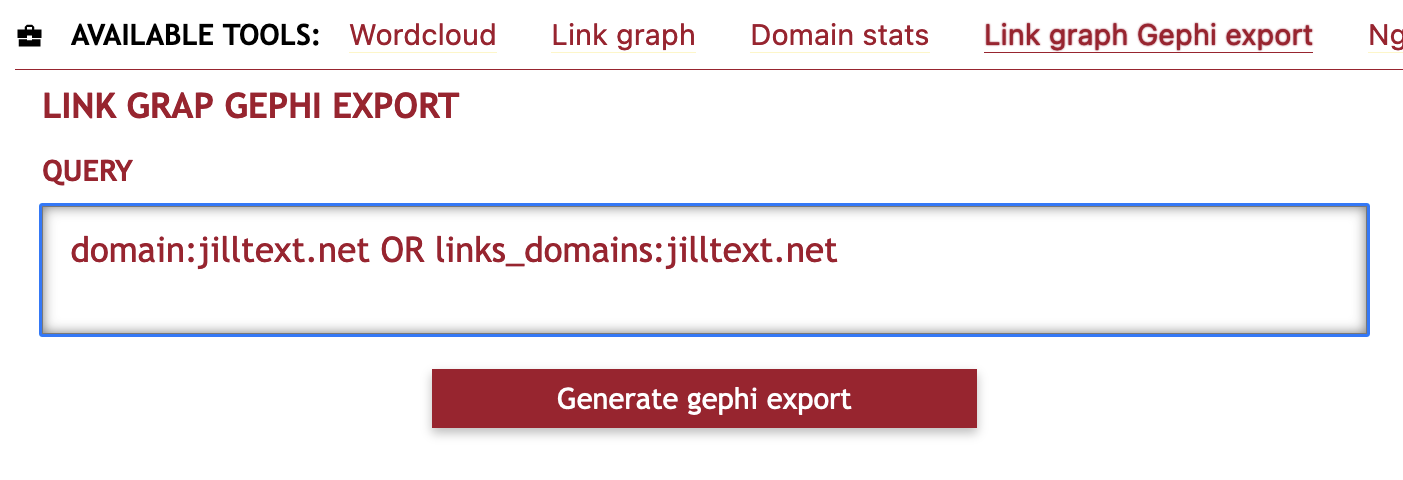 AVAILABLE TOOLS: Wordcloud Link graph Domain stats Link graph Gephi export Ng
LINK GRAP GEPHI EXPORT
QUERY
domain:jilltext.net OR links_domains:jilltext.net
Generate gephi export